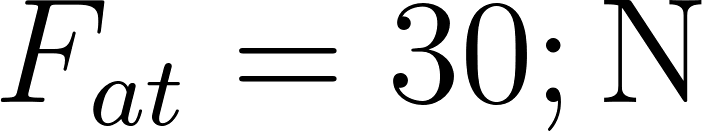 F_{at} = 30; N